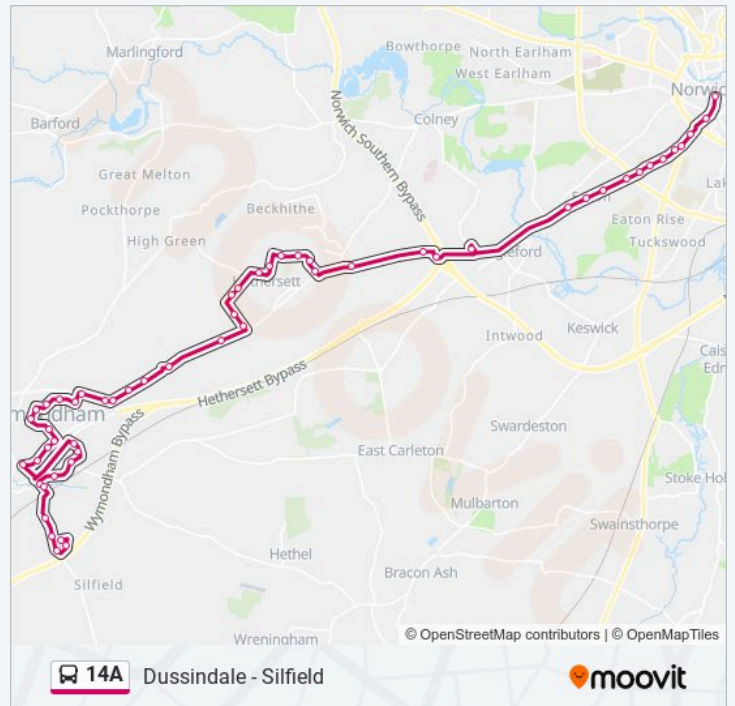 Bowthorpe
North Earlham
Marlingford
West Earlham
Norwic
Barford
Colney
Norwich Southern Bypass
Great Melton
Pockthorpe
Beckhithe
Eaton Rise
High Green
Tuckswood
Keswick
Intwood
Hethersett Bypass
Swardeston
East Carleton
Wymondham Bypass
Mulbarton
Stoke Hol
Swainsthorpe
Hethel
Bracon Ash
Silfield
Wreningham
© OpenStreetMap contributors | © OpenMapTiles
14A Dussindale - Silfield
moovit